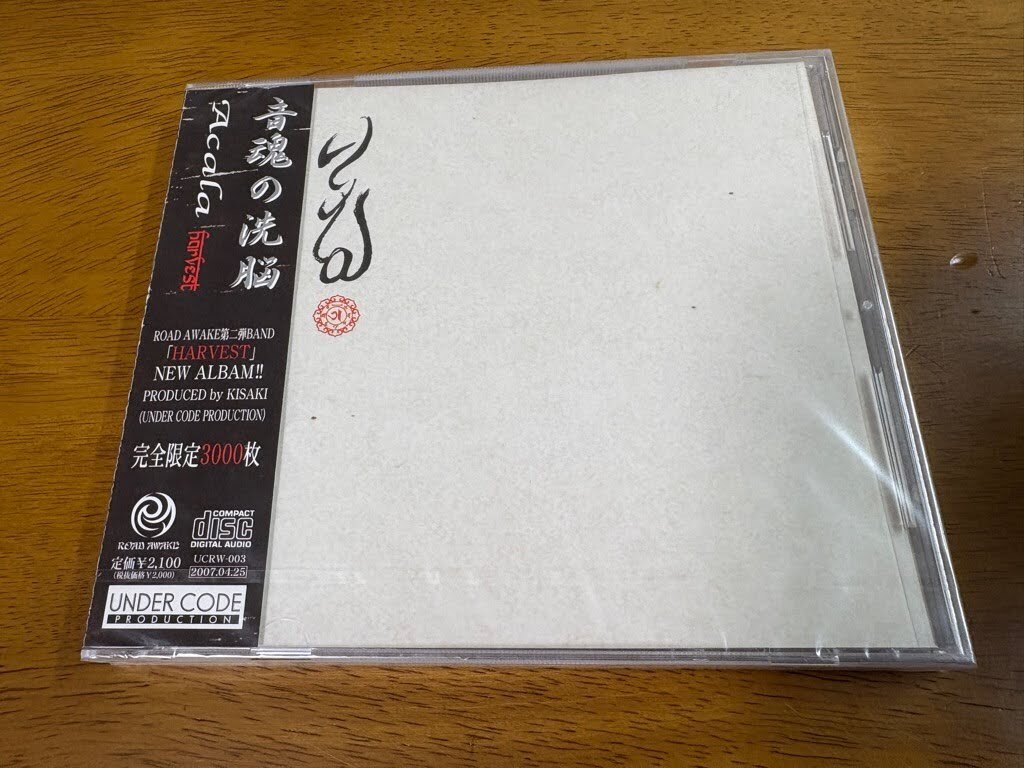 音魂の洗脳
Acala
harvest
ROAD AWAKE第二弾BAND
「HARVEST」
NEW ALBAM!!
PRODUCED by KISAKI
(UNDER CODE PRODUCTION)
完全限定3000枚
ROAD AWAKE
COMPACT
disc
DIGITAL AUDIO
定価¥2,100
(税抜価格¥2,000)
UCRW-003
2007.04.25
UNDER CODE
PRODUCTION